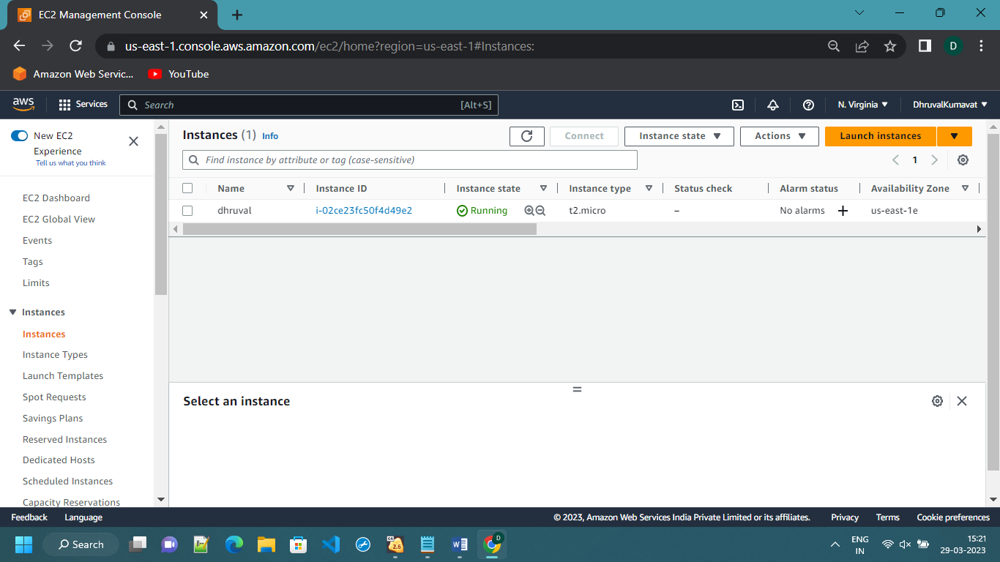 EC2 Management Console
us-east-1.console.aws.amazon.com/ec2/home?region=us-east-1#Instances:
D
Amazon Web Servic...
YouTube
aws
Services
Search
[Alt+S]
N. Virginia
DhruvalKumavat
New EC2
Experience
Tell us what you think
EC2 Dashboard
EC2 Global View
Events
Tags
Limits
Instances
Instances
Instance Types
Launch Templates
Spot Requests
Savings Plans
Reserved Instances
Dedicated Hosts
Scheduled Instances
Capacity Reservations
Instances (1) Info
Connect
Instance state
Actions
Launch instances
Find instance by attribute or tag (case-sensitive)
1
Name Instance ID Instance state Instance type Status check Alarm status Availability Zone
dhruval i-02ce23fc50f4d49e2 Running t2.micro – No alarms us-east-1e
Select an instance
Feedback Language © 2023, Amazon Web Services India Private Limited or its affiliates. Privacy Terms Cookie preferences
Search
64
2.6
D
ENG
IN
15:21
29-03-2023